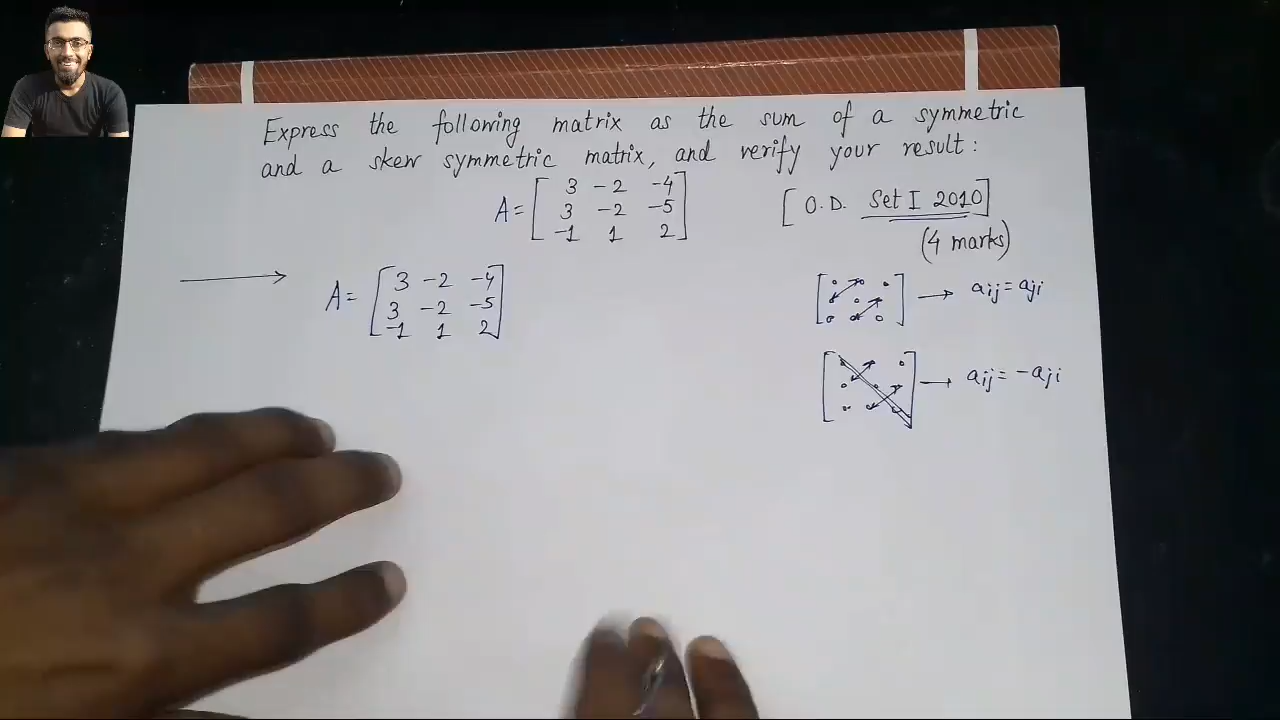 Express the following matrix as the sum of a symmetric
and a skew symmetric matrix, and verify your result:
A = [ 3 -2 -4
3 -2 -5
-1 1 2 ]
[O.D. Set I 2010]
(4 marks)
→ A = [ 3 -2 -4
3 -2 -5
-1 1 2 ]
→ aij = aji
→ aij = -aji